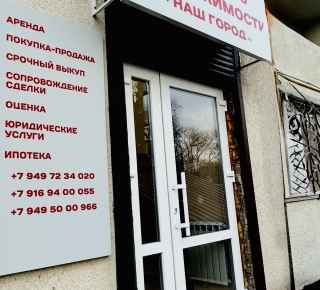 АРЕНДА
ПОКУПКА-ПРОДАЖА
СРОЧНЫЙ ВЫКУП
СОПРОВОЖДЕНИЕ
СДЕЛКИ
ОЦЕНКА
ЮРИДИЧЕСКИЕ
УСЛУГИ
ИПОТЕКА
+7 949 72 34 020
+7 916 94 00 055
+7 949 50 00 966
ЖИМОСТИ
НАШ ГОРОД